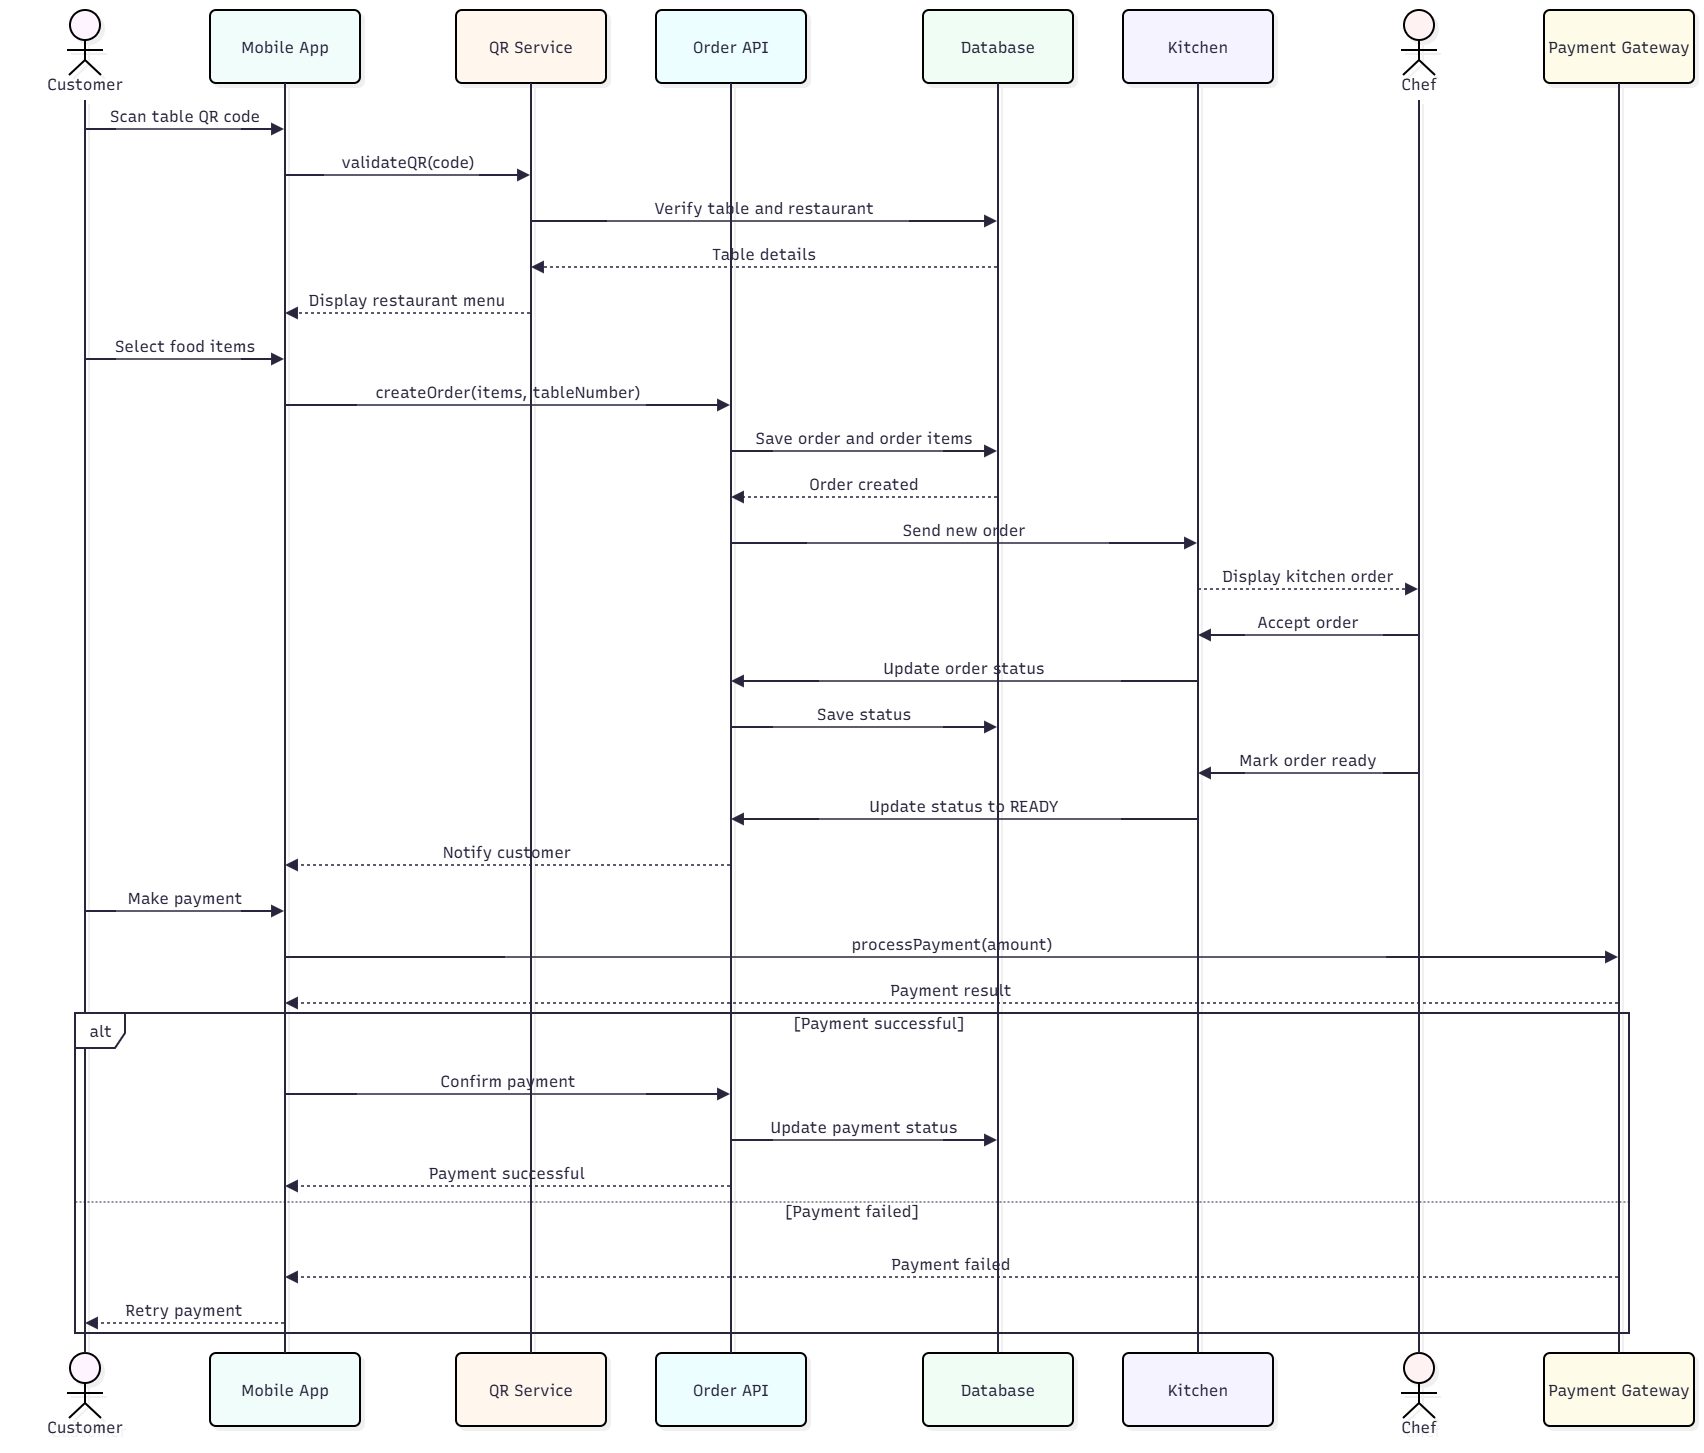 Customer
Mobile App
QR Service
Order API
Database
Kitchen
Chef
Payment Gateway
Scan table QR code
validateQR(code)
Verify table and restaurant
Table details
Display restaurant menu
Select food items
createOrder(items, tableNumber)
Save order and order items
Order created
Send new order
Display kitchen order
Accept order
Update order status
Save status
Mark order ready
Update status to READY
Notify customer
Make payment
processPayment(amount)
Payment result
alt
[Payment successful]
Confirm payment
Update payment status
Payment successful
[Payment failed]
Payment failed
Retry payment
Customer
Mobile App
QR Service
Order API
Database
Kitchen
Chef
Payment Gateway